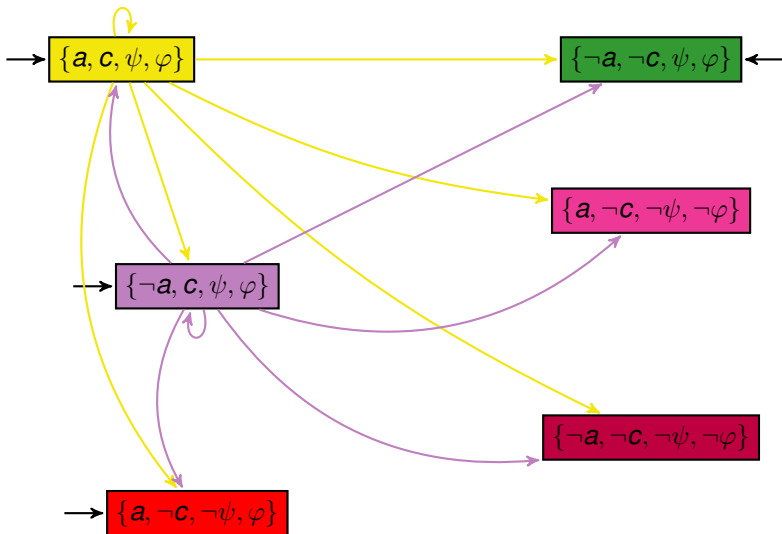 {a, c, ψ, φ}
{¬a, ¬c, ψ, φ}
{a, ¬c, ¬ψ, ¬φ}
{¬a, c, ψ, φ}
{¬a, ¬c, ¬ψ, ¬φ}
{a, ¬c, ¬ψ, φ}